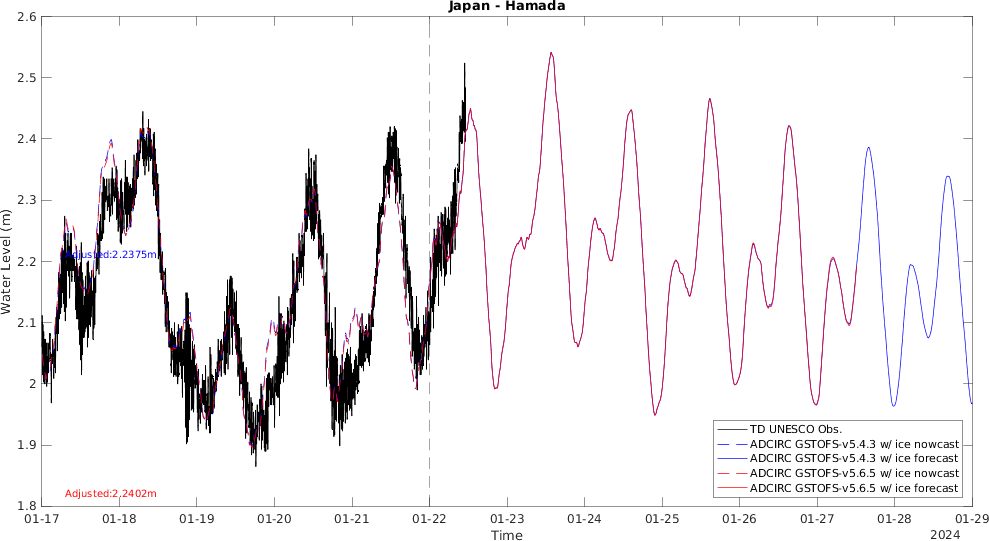 Japan - Hamada
2.6
2.5
2.4
2.3
2.2
2.1
2
1.9
1.8
Water Level (m)
Adjusted:2.2375m
Adjusted:2.2402m
TD UNESCO Obs.
ADCIRC GSTOFS-v5.4.3 w/ ice nowcast
ADCIRC GSTOFS-v5.4.3 w/ ice forecast
ADCIRC GSTOFS-v5.6.5 w/ ice nowcast
ADCIRC GSTOFS-v5.6.5 w/ ice forecast
01-17 01-18 01-19 01-20 01-21 01-22 01-23 01-24 01-25 01-26 01-27 01-28 01-29
Time
2024